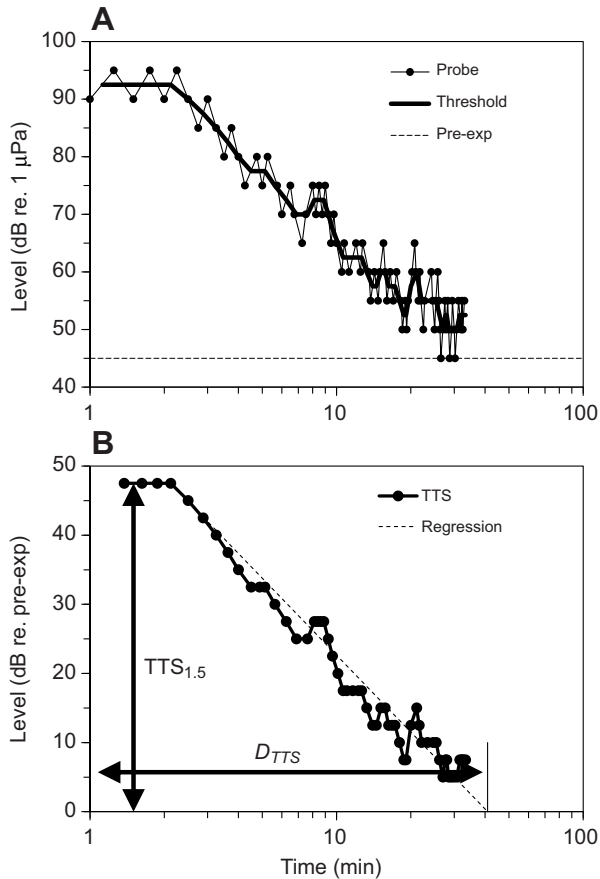 A
100
90
80
70
60
50
40
Level (dB re. 1 μPa)
Probe
Threshold
Pre-exp
1
10
100
B
50
40
30
20
10
0
Level (dB re. pre-exp)
TTS
Regression
TTS1.5
DTTS
1
10
100
Time (min)